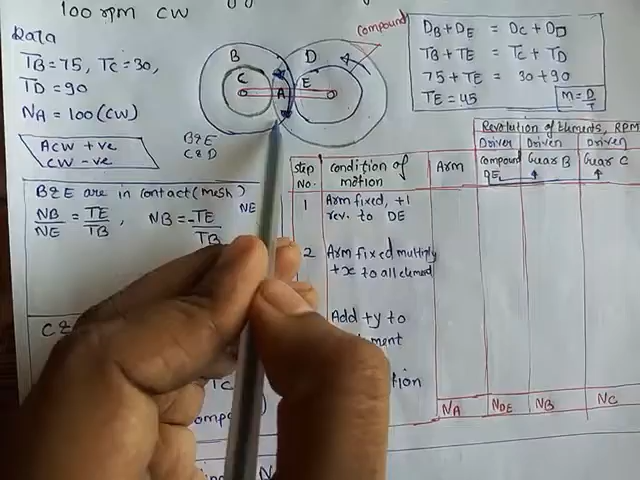 100 rpm CW
Data
TB = 75, TC = 30,
TD = 90
NA = 100 (CW)
ACW +ve
CW -ve
B
C
A
D
E
compound
B & E
C & D
DB + DE = DC + DD
TB + TE = TC + TD
75 + TE = 30 + 90
TE = 45
m = D/T
B & E are in contact (mesh)
NB/NE = TE/TB , NB = -TE/TB NE
C &
TC
compo
N
Step No. Condition of motion Arm
Revolution of Elements, RPM
Driver Driven Driven
compound Gear B Gear C
1 Arm fixed, +1 rev. to DE
2 Arm fixed multiply +x to all element
Add +y to
ment
tion
NA NDE NB NC